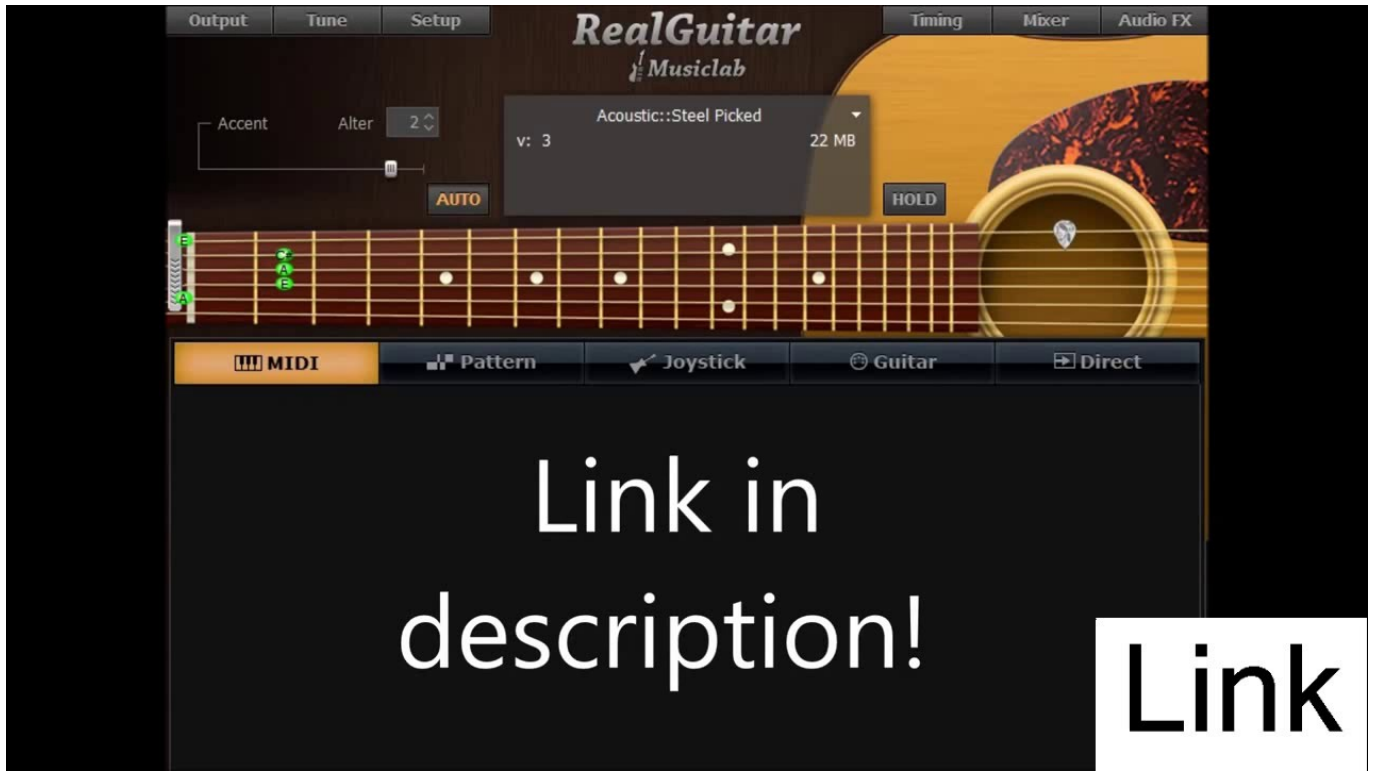 Output Tune Setup RealGuitar Timing Mixer Audio FX
Musiclab
Accent Alter 2 Acoustic::Steel Picked
v: 3 22 MB
AUTO HOLD
E
C#
A
E
A
MIDI Pattern Joystick Guitar Direct
Link in
description!
Link